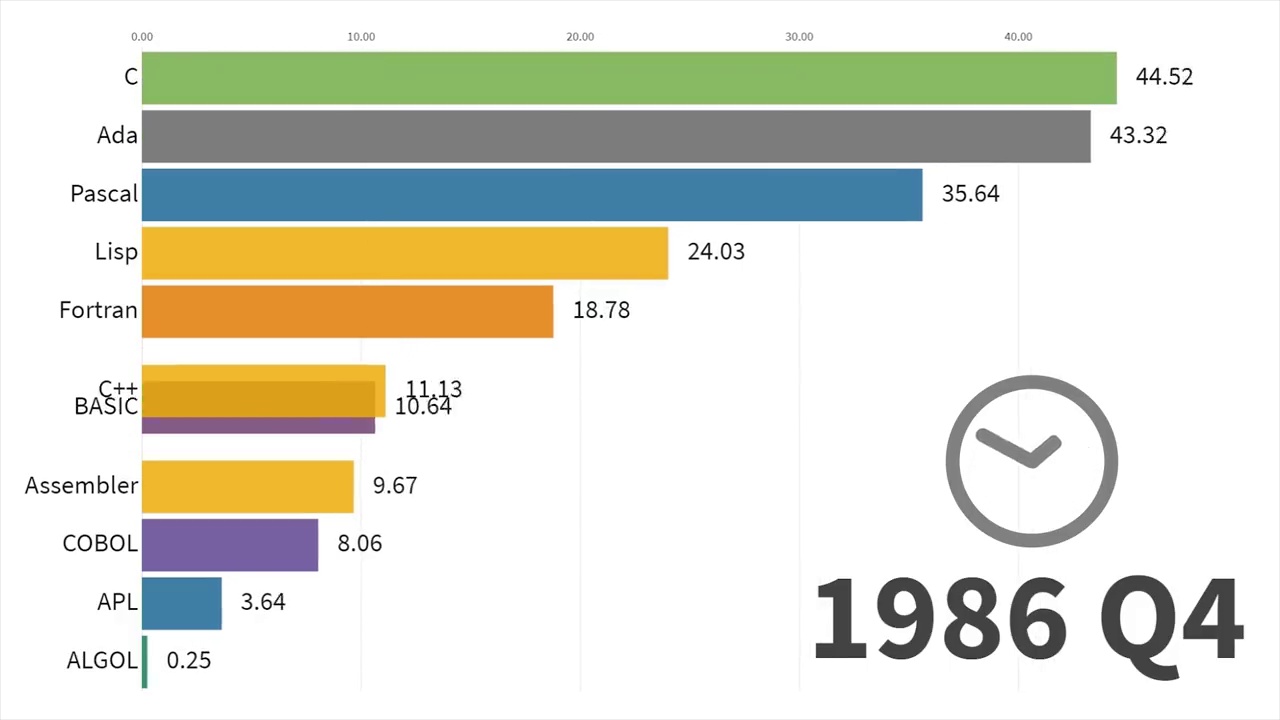 0.00 10.00 20.00 30.00 40.00
C 44.52
Ada 43.32
Pascal 35.64
Lisp 24.03
Fortran 18.78
C++ 11.13
BASIC 10.64
Assembler 9.67
COBOL 8.06
APL 3.64
ALGOL 0.25
1986 Q4